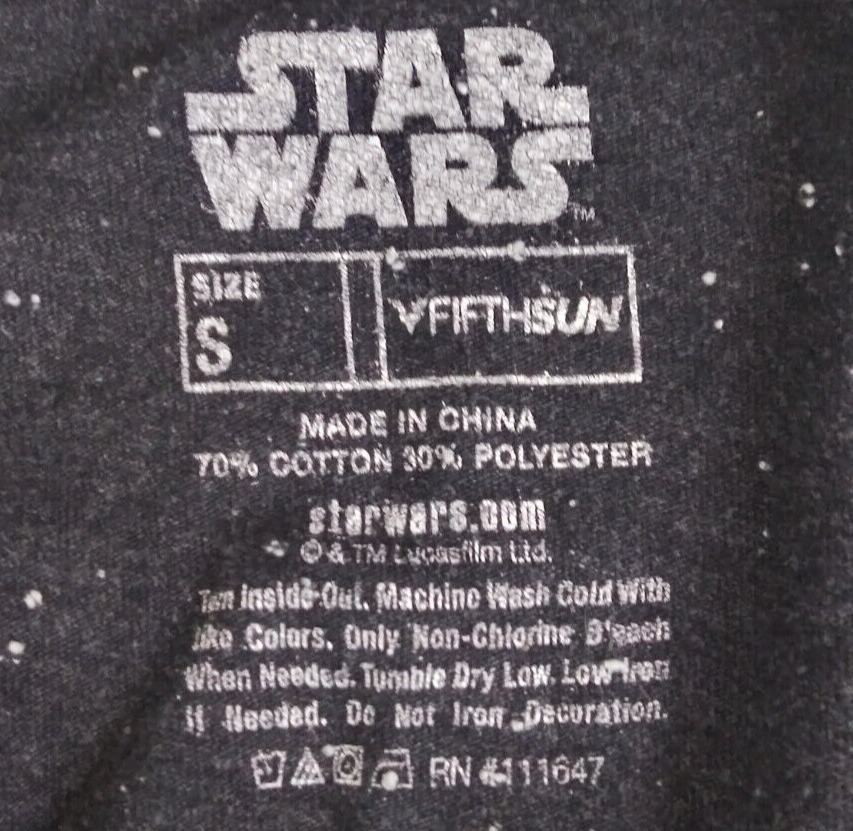 STAR
WARS
TM
SIZE
S
FIFTHSUN
MADE IN CHINA
70% COTTON 30% POLYESTER
starwars.com
© & TM Lucasfilm Ltd.
Inside Out. Machine Wash Cold With
Like Colors. Only Non-Chlorine Bleach
When Needed. Tumble Dry Low. Low Iron
If Needed. Do Not Iron Decoration.
RN #111647